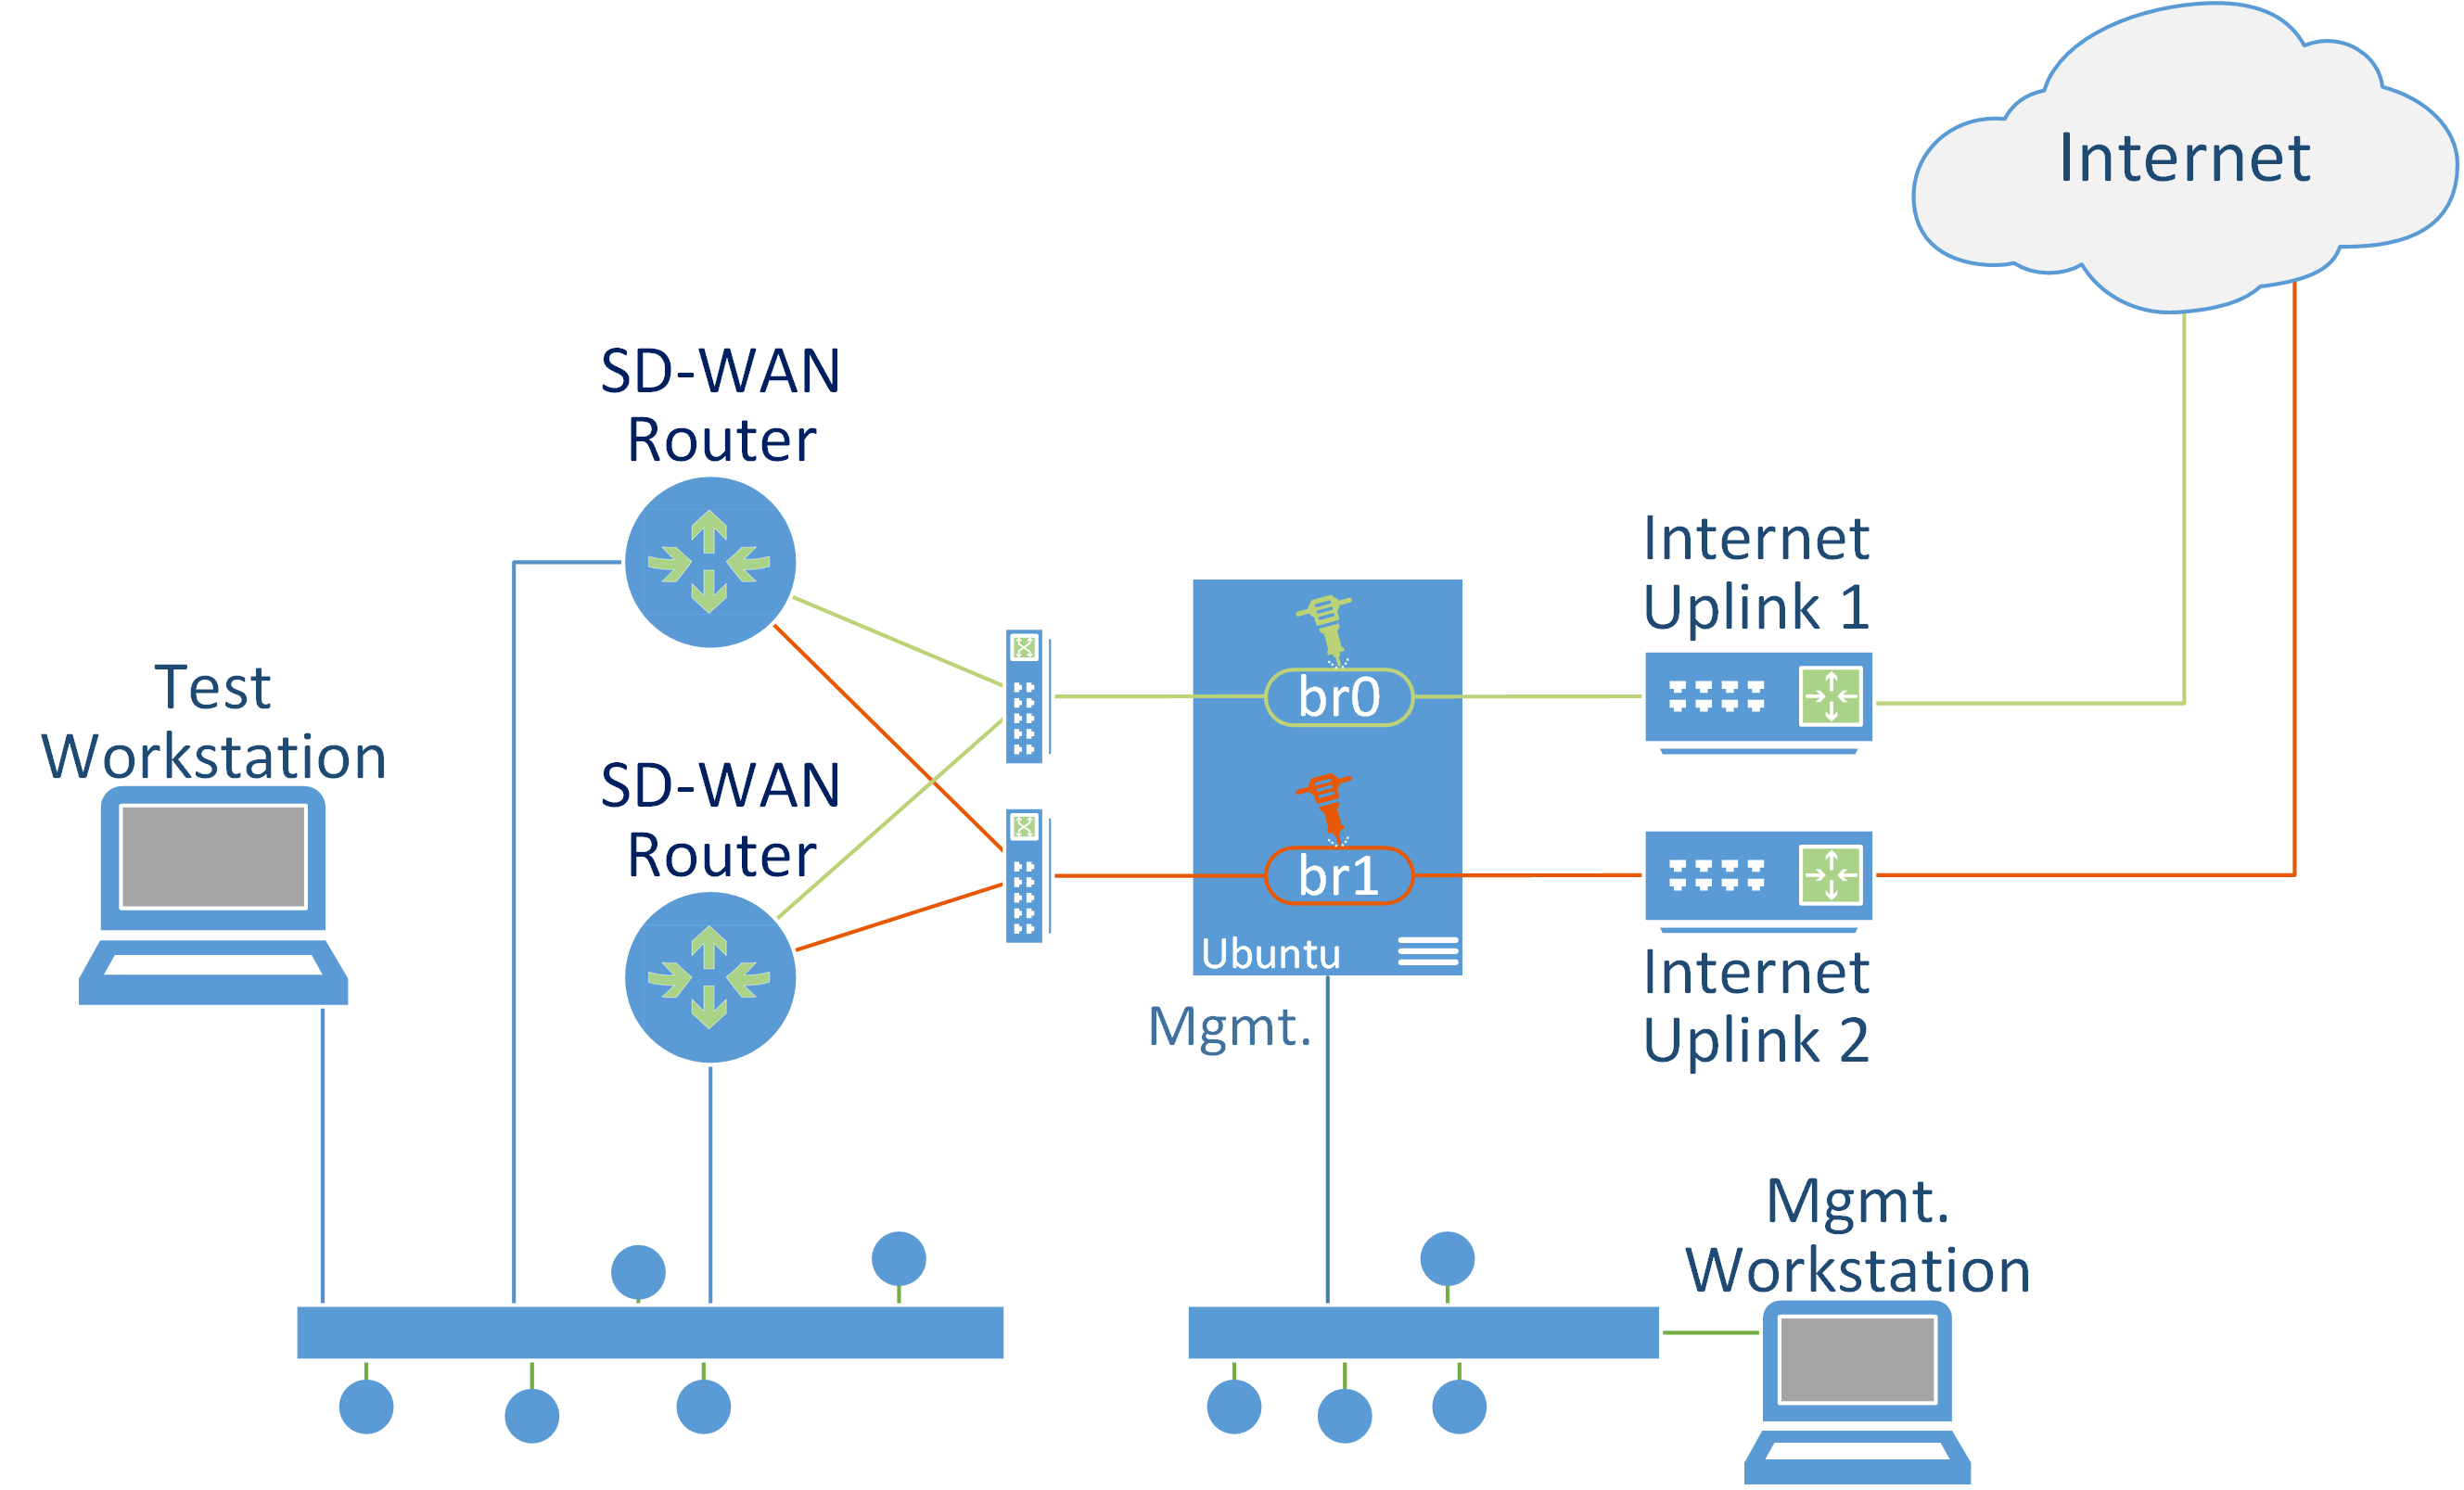 Internet
SD-WAN
Router
Internet
Uplink 1
Test
Workstation
br0
SD-WAN
Router
br1
Ubuntu
Internet
Uplink 2
Mgmt.
Mgmt.
Workstation